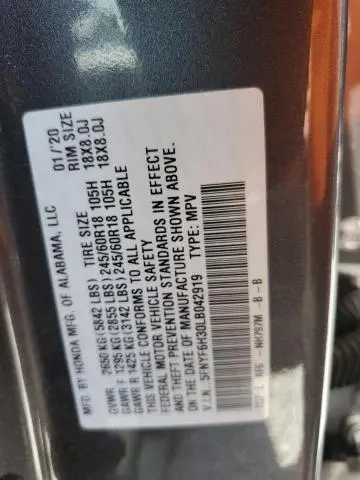 MFD. BY HONDA MFG. OF ALABAMA, LLC 01/'20
GVWR 2650 KG (5842 LBS) TIRE SIZE RIM SIZE
GAWR F 1295 KG (2855 LBS) 245/60R18 105H 18X8.0J
GAWR R 1425 KG (3142 LBS) 245/60R18 105H 18X8.0J
THIS VEHICLE CONFORMS TO ALL APPLICABLE
FEDERAL MOTOR VEHICLE SAFETY
AND THEFT PREVENTION STANDARDS IN EFFECT
ON THE DATE OF MANUFACTURE SHOWN ABOVE.
V.I.N.: 5FNYF6H30LB042919 TYPE: MPV
NH797M -B -B